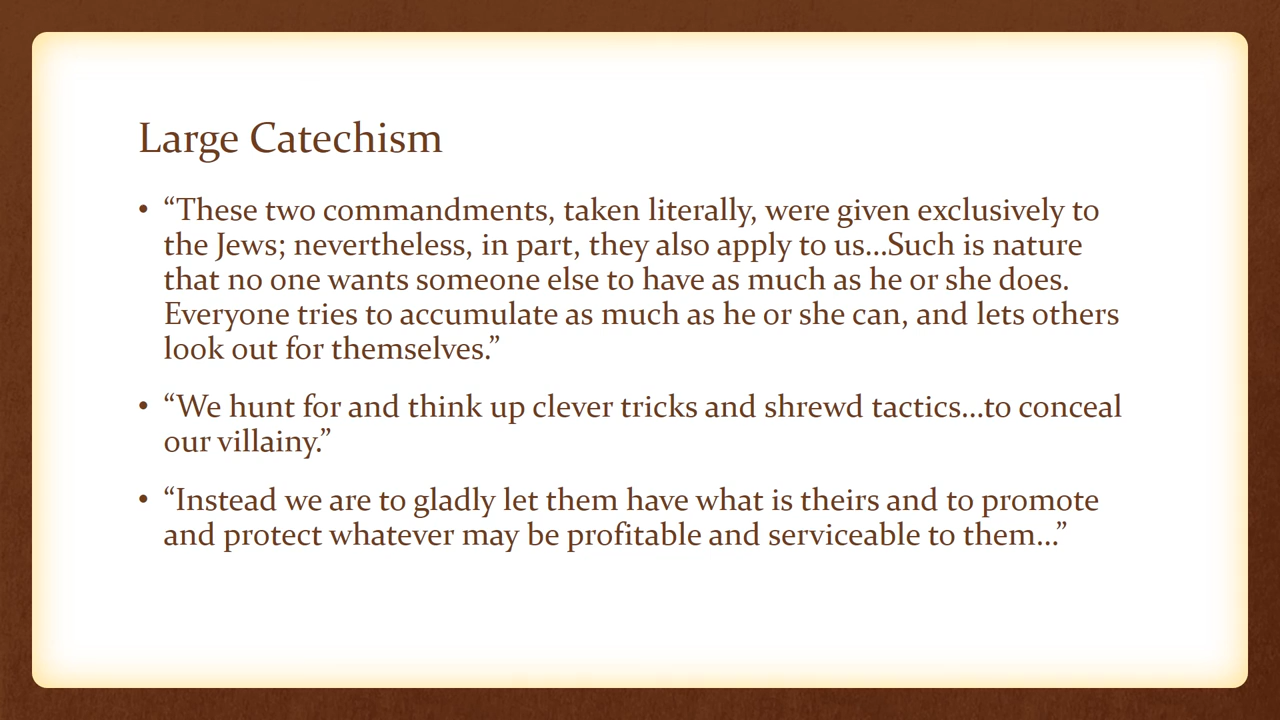 Large Catechism
• “These two commandments, taken literally, were given exclusively to
the Jews; nevertheless, in part, they also apply to us…Such is nature
that no one wants someone else to have as much as he or she does.
Everyone tries to accumulate as much as he or she can, and lets others
look out for themselves.”
• “We hunt for and think up clever tricks and shrewd tactics…to conceal
our villainy.”
• “Instead we are to gladly let them have what is theirs and to promote
and protect whatever may be profitable and serviceable to them…”